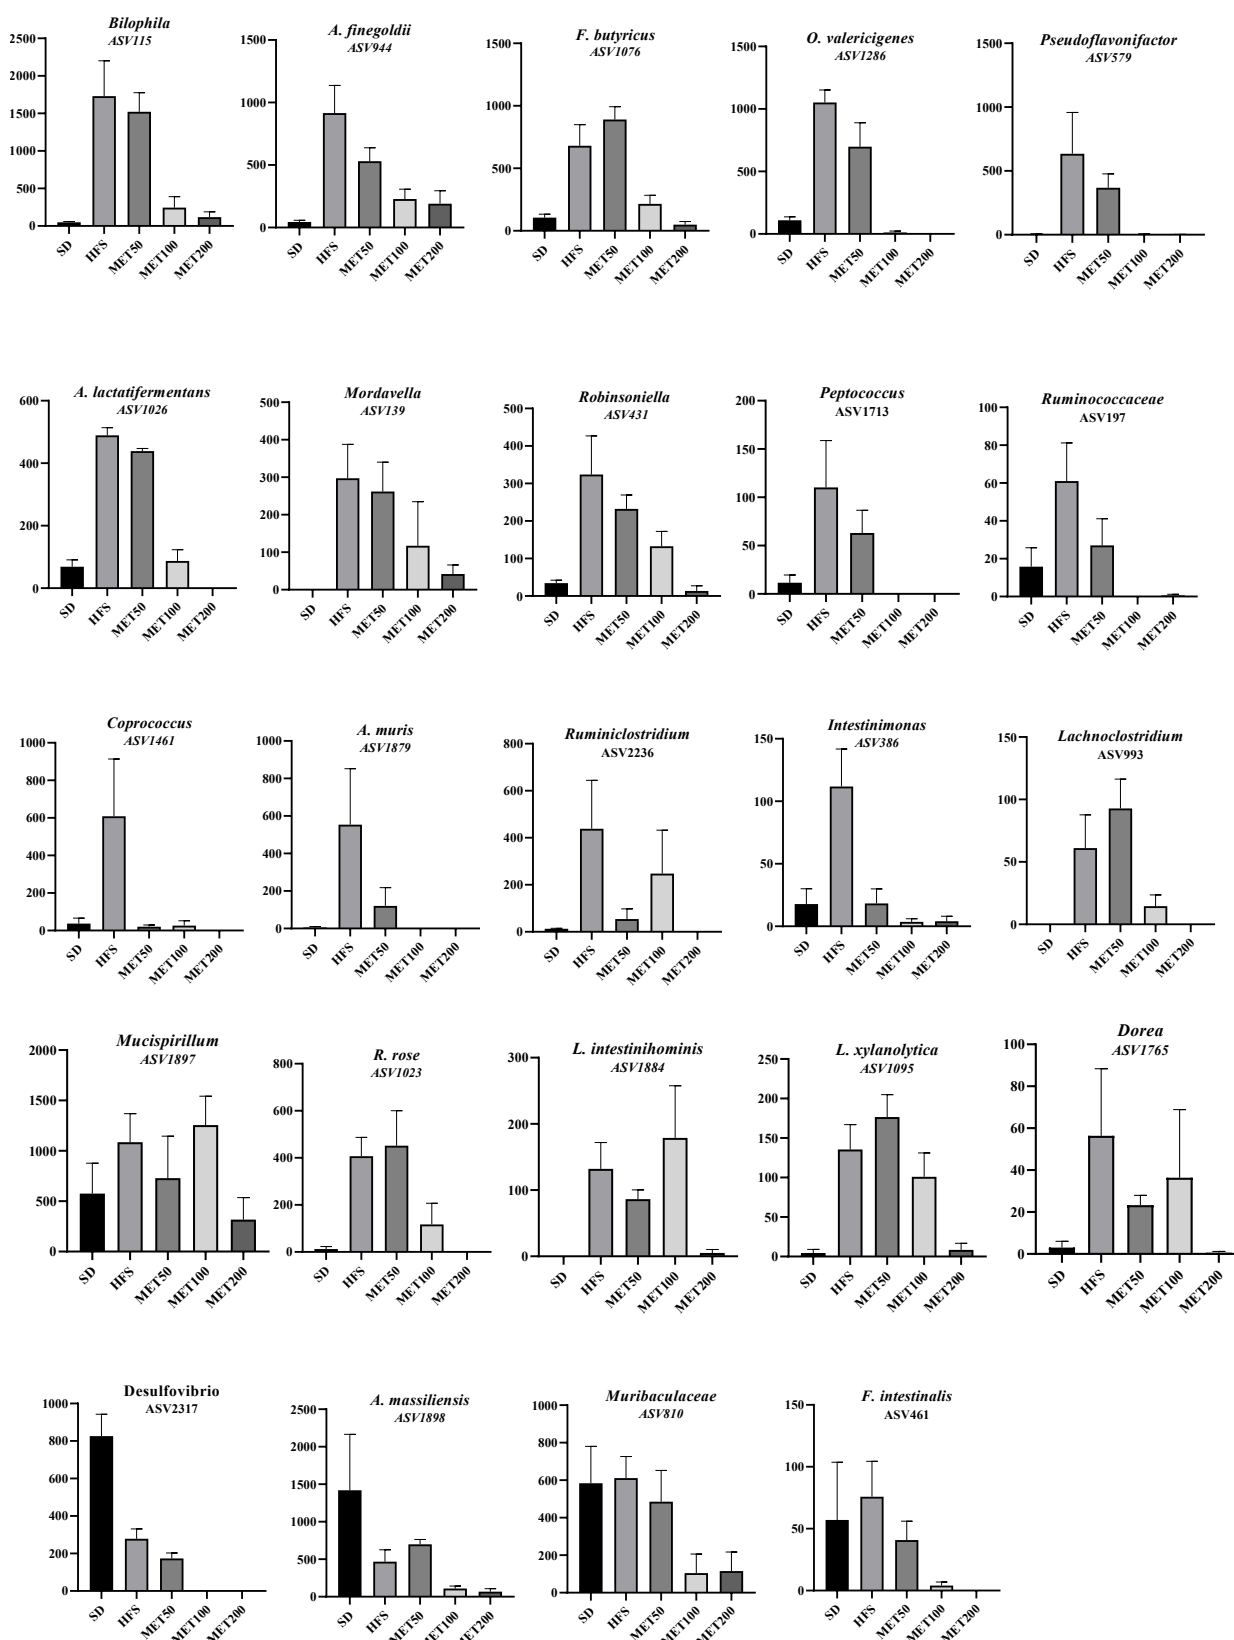 Bilophila
ASV115
2500
2000
1500
1000
500
0
SD
HFS
MET50
MET100
MET200
A. finegoldii
ASV944
1500
1000
500
0
SD
HFS
MET50
MET100
MET200
F. butyricus
ASV1076
1500
1000
500
0
SD
HFS
MET50
MET100
MET200
O. valericigenes
ASV1286
1500
1000
500
0
SD
HFS
MET50
MET100
MET200
Pseudoflavonifactor
ASV579
1500
1000
500
0
SD
HFS
MET50
MET100
MET200
A. lactatifermentans
ASV1026
600
400
200
0
SD
HFS
MET50
MET100
MET200
Mordavella
ASV139
500
400
300
200
100
0
SD
HFS
MET50
MET100
MET200
Robinsoniella
ASV431
500
400
300
200
100
0
SD
HFS
MET50
MET100
MET200
Peptococcus
ASV1713
200
150
100
50
0
SD
HFS
MET50
MET100
MET200
Ruminococcaceae
ASV197
100
80
60
40
20
0
SD
HFS
MET50
MET100
MET200
Coprococcus
ASV1461
1000
800
600
400
200
0
SD
HFS
MET50
MET100
MET200
A. muris
ASV1879
1000
800
600
400
200
0
SD
HFS
MET50
MET100
MET200
Ruminiclostridium
ASV2236
800
600
400
200
0
SD
HFS
MET50
MET100
MET200
Intestinimonas
ASV386
150
100
50
0
SD
HFS
MET50
MET100
MET200
Lachnoclostridium
ASV993
150
100
50
0
SD
HFS
MET50
MET100
MET200
Mucispirillum
ASV1897
2000
1500
1000
500
0
SD
HFS
MET50
MET100
MET200
R. rose
ASV1023
800
600
400
200
0
SD
HFS
MET50
MET100
MET200
L. intestinihominis
ASV1884
300
200
100
0
SD
HFS
MET50
MET100
MET200
L. xylanolytica
ASV1095
250
200
150
100
50
0
SD
HFS
MET50
MET100
MET200
Dorea
ASV1765
100
80
60
40
20
0
SD
HFS
MET50
MET100
MET200
Desulfovibrio
ASV2317
1000
800
600
400
200
0
SD
HFS
MET50
MET100
MET200
A. massiliensis
ASV1898
2500
2000
1500
1000
500
0
SD
HFS
MET50
MET100
MET200
Muribaculaceae
ASV810
1000
800
600
400
200
0
SD
HFS
MET50
MET100
MET200
F. intestinalis
ASV461
150
100
50
0
SD
HFS
MET50
MET100
MET200